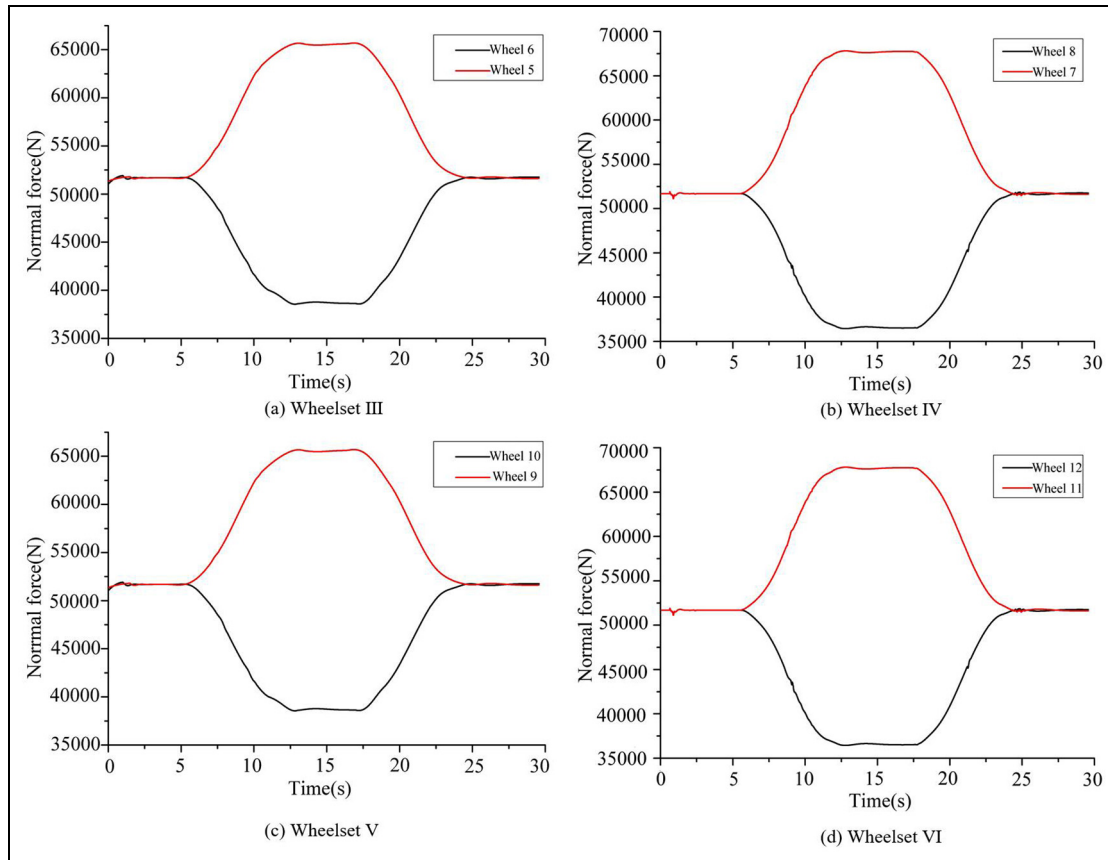 65000
60000
55000
50000
45000
40000
35000
Norrmal force(N)
0 5 10 15 20 25 30
Time(s)
Wheel 6
Wheel 5
(a) Wheelset III
70000
65000
60000
55000
50000
45000
40000
35000
Normal force(N)
0 5 10 15 20 25 30
Time(s)
Wheel 8
Wheel 7
(b) Wheelset IV
65000
60000
55000
50000
45000
40000
35000
Norrmal force(N)
0 5 10 15 20 25 30
Time(s)
Wheel 10
Wheel 9
(c) Wheelset V
70000
65000
60000
55000
50000
45000
40000
35000
Normal force(N)
0 5 10 15 20 25 30
Time(s)
Wheel 12
Wheel 11
(d) Wheelset VI